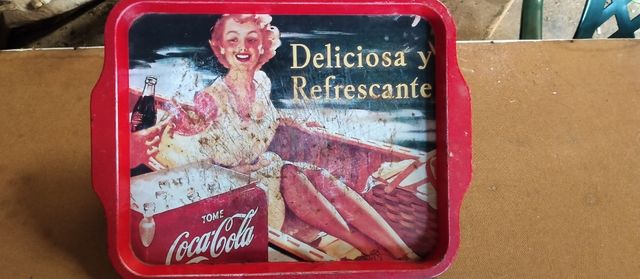 Deliciosa y
Refrescante
TOME
Coca-Cola